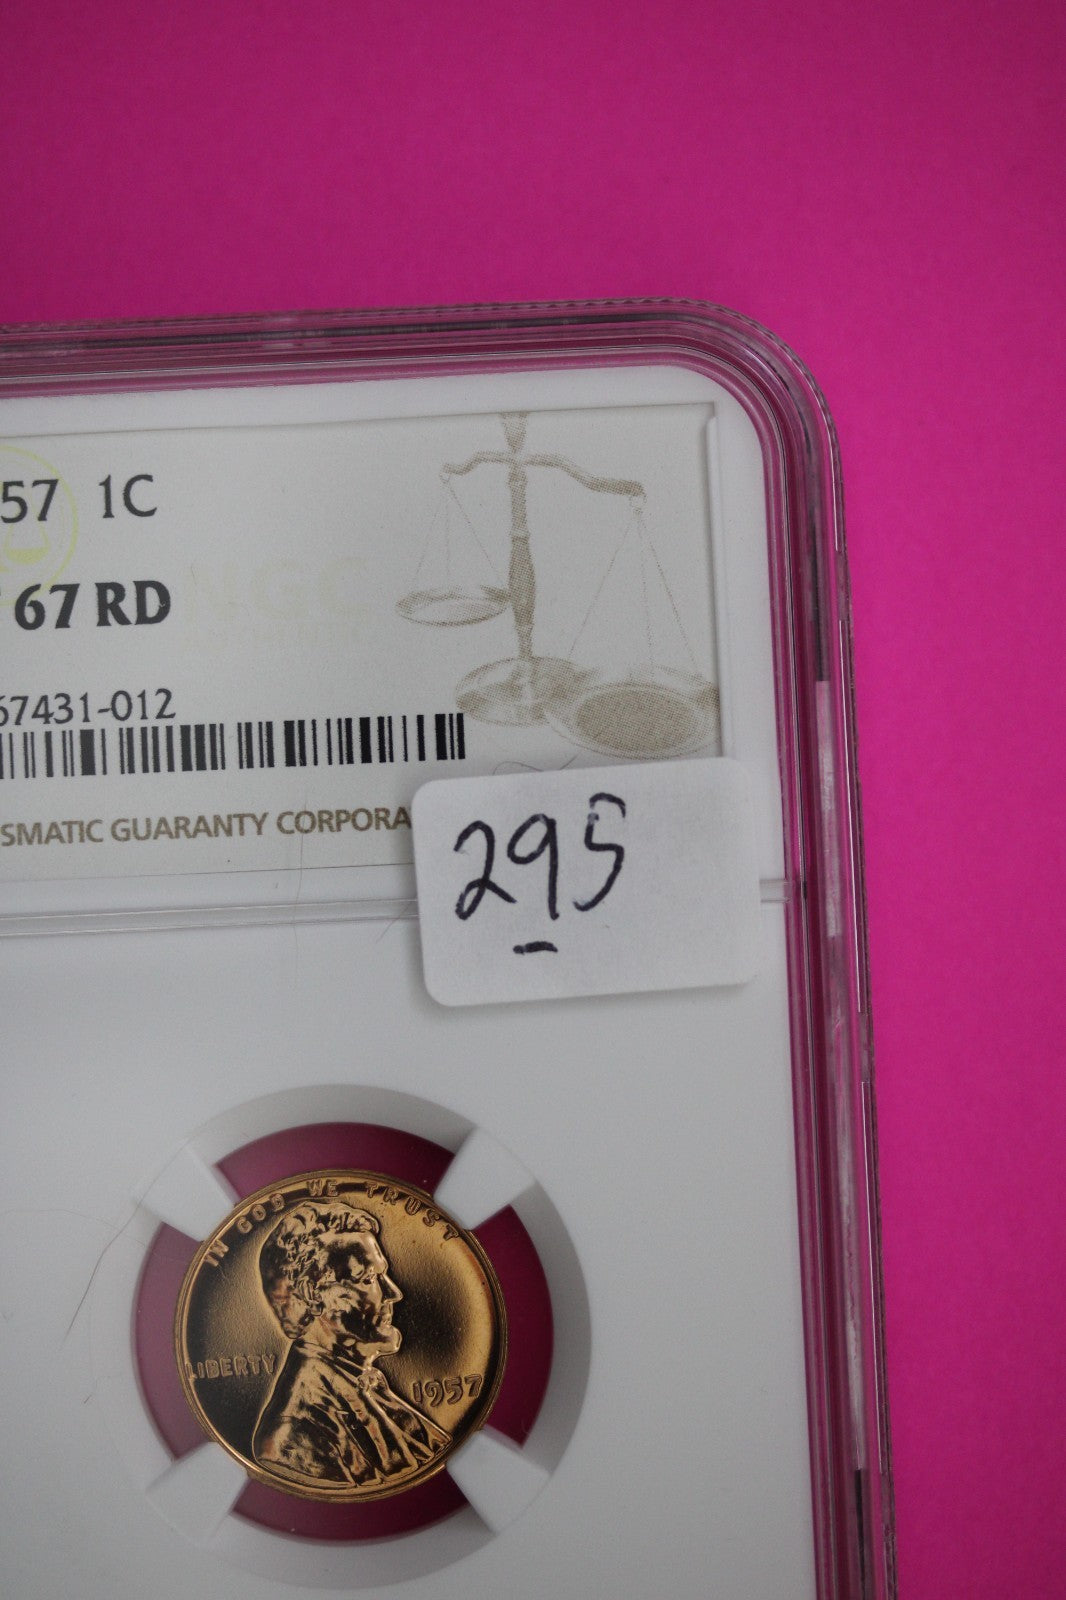 57 1C
67 RD
67431-012
SMATIC GUARANTY CORPORA
295
IN GOD WE TRUST
LIBERTY
1957